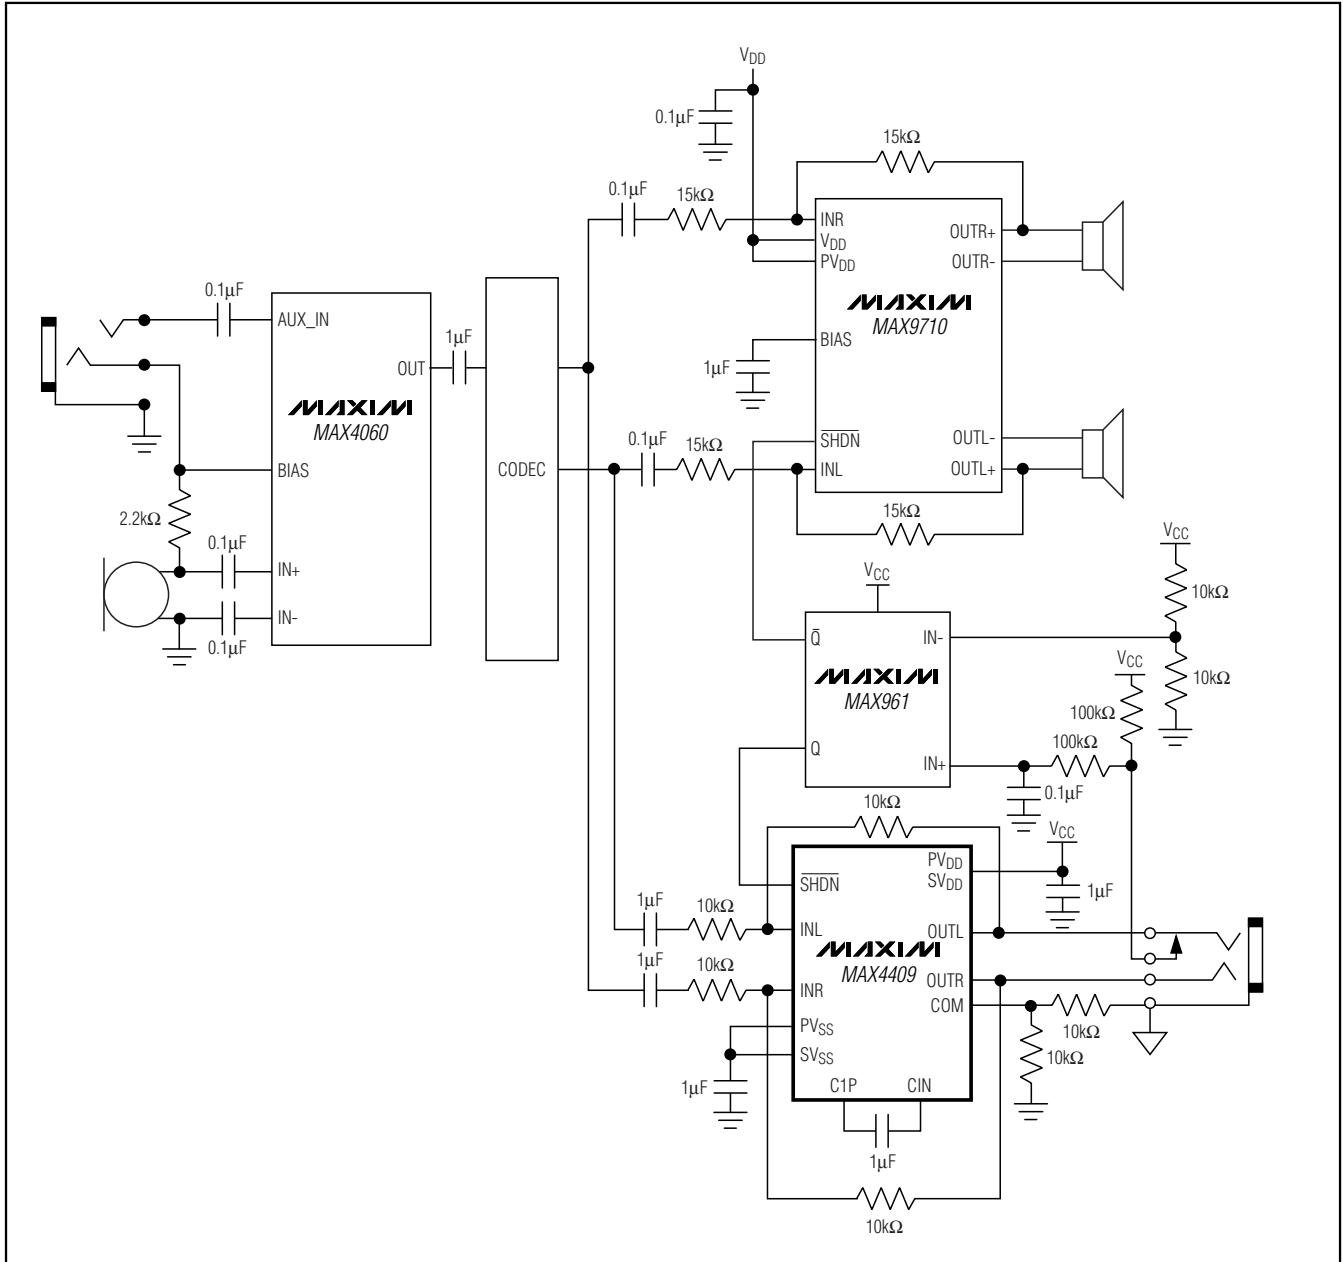 V_DD
0.1µF
15kΩ
0.1µF
15kΩ
INR
V_DD
PV_DD
OUTR+
OUTR-
MAXIM
MAX9710
BIAS
1µF
SHDN
INL
OUTL-
OUTL+
0.1µF
15kΩ
15kΩ
0.1µF
AUX_IN
OUT
1µF
MAXIM
MAX4060
BIAS
2.2kΩ
0.1µF
IN+
IN-
0.1µF
CODEC
V_CC
10kΩ
10kΩ
V_CC
Q̄
IN-
MAXIM
MAX961
Q
IN+
V_CC
100kΩ
100kΩ
0.1µF
10kΩ
V_CC
1µF
PV_DD
SV_DD
SHDN
1µF
10kΩ
INL
OUTL
MAXIM
MAX4409
1µF
10kΩ
INR
OUTR
COM
10kΩ
10kΩ
PV_SS
SV_SS
1µF
C1P
CIN
1µF
10kΩ